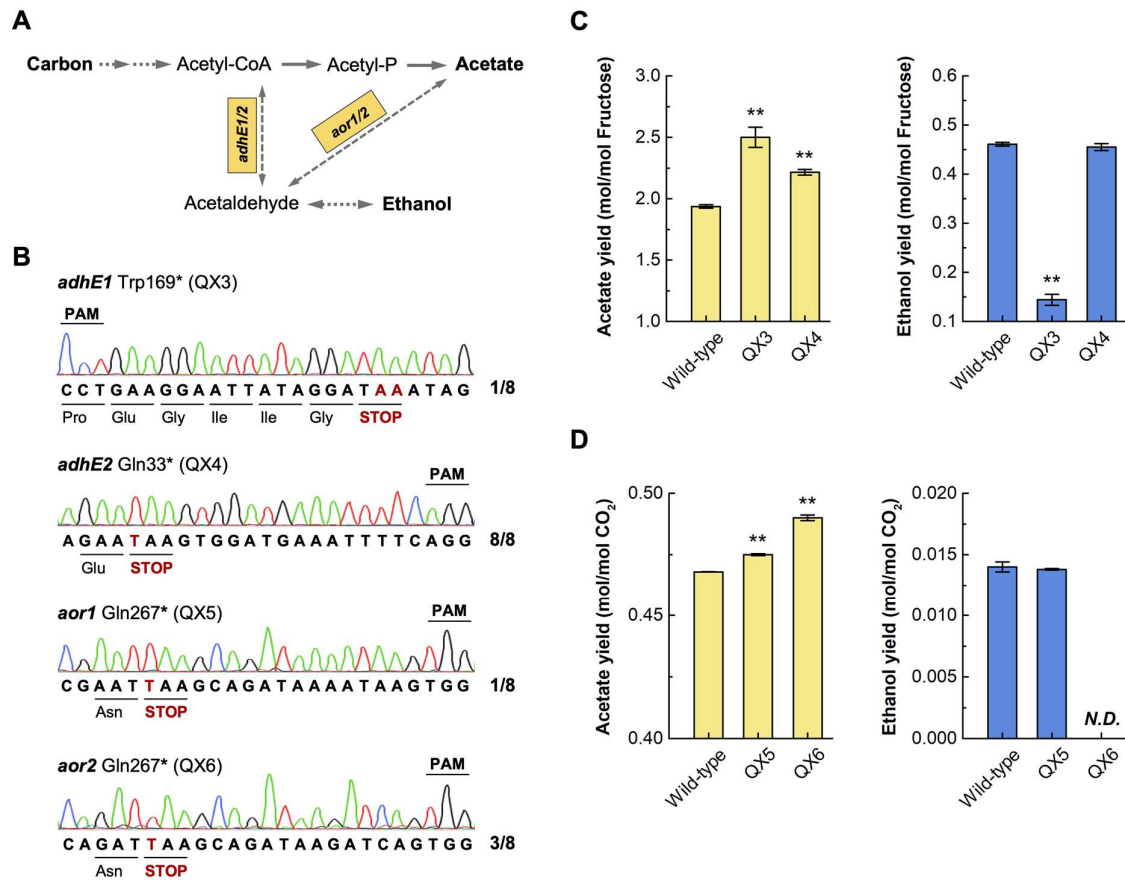 A
Carbon Acetyl-CoA Acetyl-P Acetate
adhE1/2
aor1/2
Acetaldehyde Ethanol
B
adhE1 Trp169* (QX3)
PAM
C C T G A A G G A A T T A T A G G A T A A A T A G 1/8
Pro Glu Gly Ile Ile Gly STOP
adhE2 Gln33* (QX4)
PAM
A G A A T A A G T G G A T G A A A T T T T C A G G 8/8
Glu STOP
aor1 Gln267* (QX5)
PAM
C G A A T T A A G C A G A T A A A A T A A G T G G 1/8
Asn STOP
aor2 Gln267* (QX6)
PAM
C A G A T T A A G C A G A T A A G A T C A G T G G 3/8
Asn STOP
C
Acetate yield (mol/mol Fructose)
3.0
2.5
2.0
1.5
1.0
**
**
Wild-type QX3 QX4
Ethanol yield (mol/mol Fructose)
0.6
0.5
0.4
0.3
0.2
0.1
**
Wild-type QX3 QX4
D
Acetate yield (mol/mol CO2)
0.50
0.45
0.40
**
**
Wild-type QX5 QX6
Ethanol yield (mol/mol CO2)
0.020
0.015
0.010
0.005
0.000
N.D.
Wild-type QX5 QX6